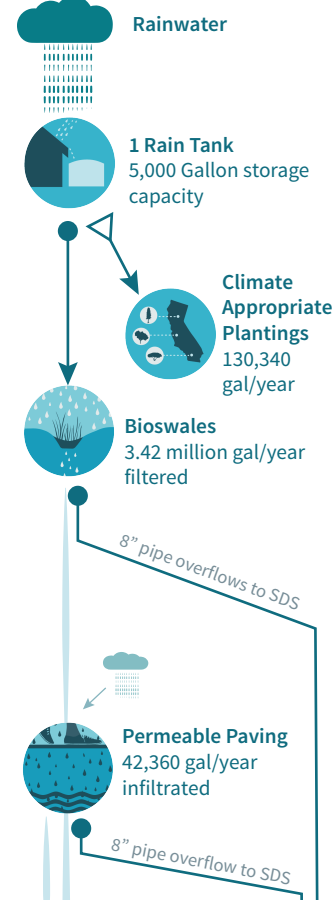 Rainwater
1 Rain Tank
5,000 Gallon storage
capacity
Climate
Appropriate
Plantings
130,340
gal/year
Bioswales
3.42 million gal/year
filtered
8” pipe overflows to SDS
Permeable Paving
42,360 gal/year
infiltrated
8” pipe overflow to SDS